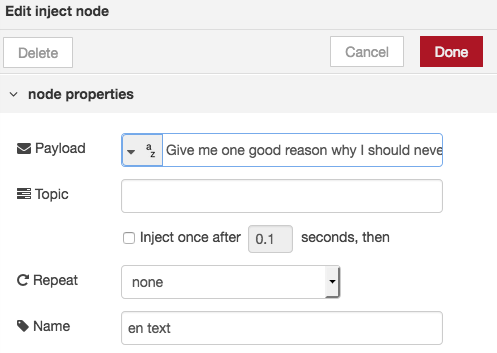 Edit inject node
Delete
Cancel
Done
node properties
Payload
a
z
Give me one good reason why I should neve
Topic
Inject once after 0.1 seconds, then
Repeat
none
Name
en text